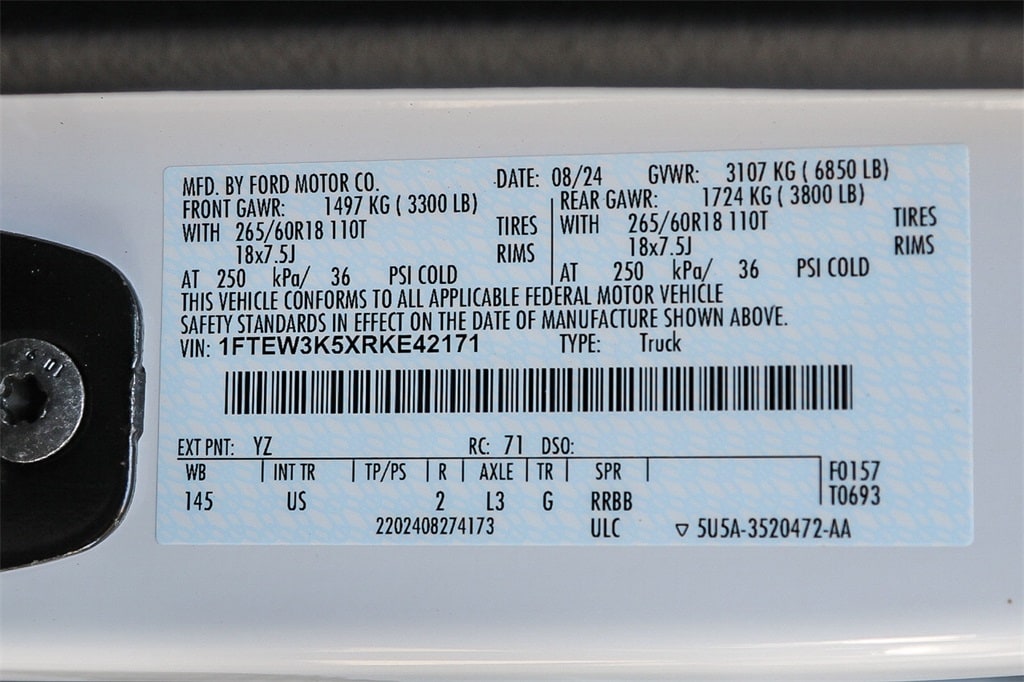 MFD. BY FORD MOTOR CO. DATE: 08/24 GVWR: 3107 KG ( 6850 LB)
FRONT GAWR: 1497 KG ( 3300 LB) REAR GAWR: 1724 KG ( 3800 LB)
WITH 265/60R18 110T TIRES WITH 265/60R18 110T TIRES
18x7.5J RIMS 18x7.5J RIMS
AT 250 kPa/ 36 PSI COLD AT 250 kPa/ 36 PSI COLD
THIS VEHICLE CONFORMS TO ALL APPLICABLE FEDERAL MOTOR VEHICLE
SAFETY STANDARDS IN EFFECT ON THE DATE OF MANUFACTURE SHOWN ABOVE.
VIN: 1FTEW3K5XRKE42171 TYPE: Truck
EXT PNT: YZ RC: 71 DSO:
WB INT TR TP/PS R AXLE TR SPR F0157
145 US 2 L3 G RRBB T0693
2202408274173 ULC ▽ 5U5A-3520472-AA